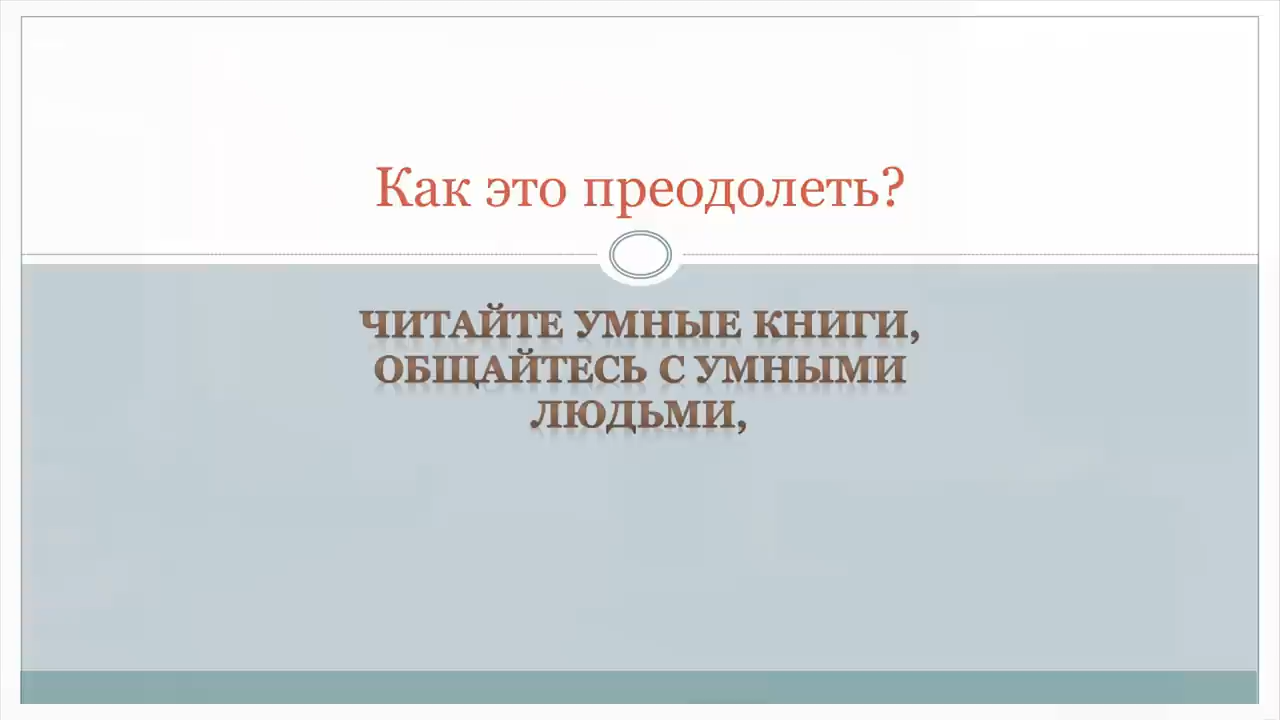 Как это преодолеть?
ЧИТАЙТЕ УМНЫЕ КНИГИ,
ОБЩАЙТЕСЬ С УМНЫМИ
ЛЮДЬМИ,